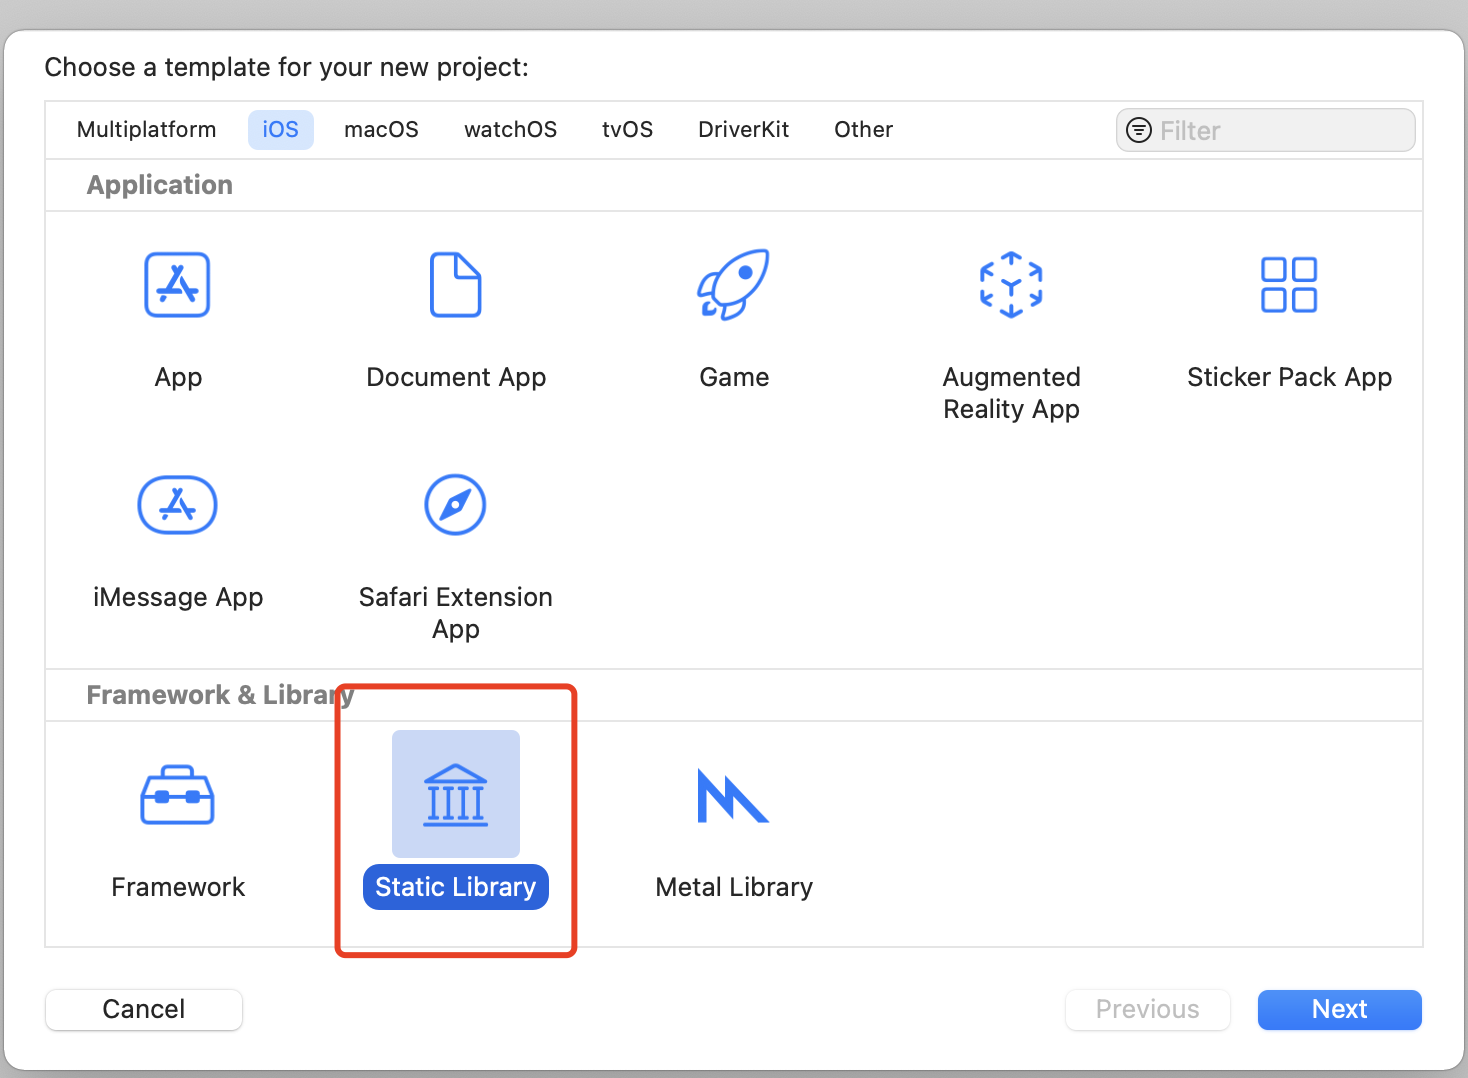 Choose a template for your new project:
Multiplatform iOS macOS watchOS tvOS DriverKit Other Filter
Application
App Document App Game Augmented Reality App Sticker Pack App
iMessage App Safari Extension App
Framework & Library
Framework Static Library Metal Library
Cancel Previous Next